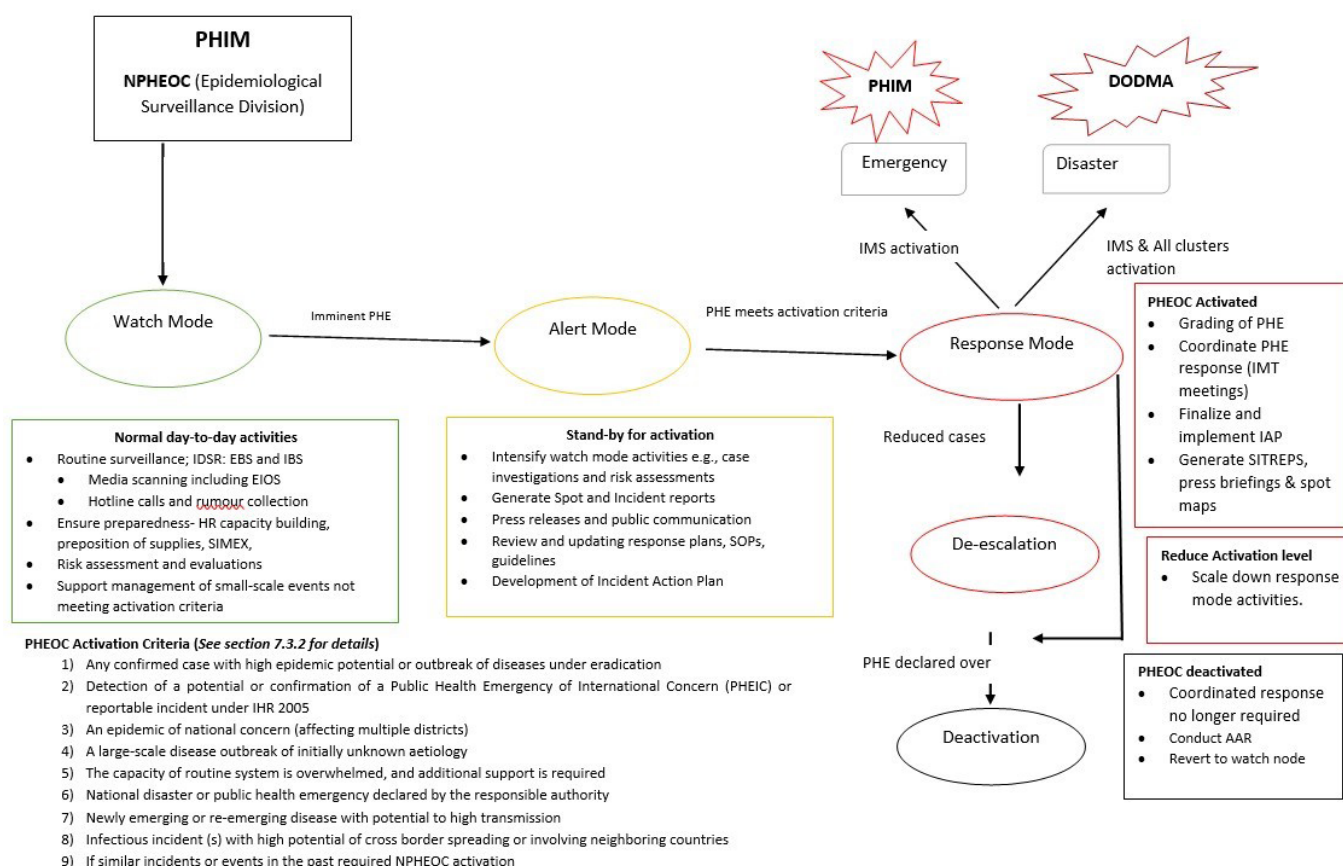 PHIM
NPHEOC (Epidemiological
Surveillance Division)
PHIM
DODMA
Emergency
Disaster
IMS activation
IMS & All clusters
activation
Watch Mode
Imminent PHE
Alert Mode
PHE meets activation criteria
Response Mode
PHEOC Activated
• Grading of PHE
• Coordinate PHE
response (IMT
meetings)
• Finalize and
implement IAP
• Generate SITREPS,
press briefings & spot
maps
Normal day-to-day activities
• Routine surveillance; IDSR: EBS and IBS
• Media scanning including EIOS
• Hotline calls and rumour collection
• Ensure preparedness- HR capacity building,
preposition of supplies, SIMEX,
• Risk assessment and evaluations
• Support management of small-scale events not
meeting activation criteria
Stand-by for activation
• Intensify watch mode activities e.g., case
investigations and risk assessments
• Generate Spot and Incident reports
• Press releases and public communication
• Review and updating response plans, SOPs,
guidelines
• Development of Incident Action Plan
Reduced cases
De-escalation
Reduce Activation level
• Scale down response
mode activities.
PHE declared over
Deactivation
PHEOC deactivated
• Coordinated response
no longer required
• Conduct AAR
• Revert to watch node
PHEOC Activation Criteria (See section 7.3.2 for details)
1) Any confirmed case with high epidemic potential or outbreak of diseases under eradication
2) Detection of a potential or confirmation of a Public Health Emergency of International Concern (PHEIC) or
reportable incident under IHR 2005
3) An epidemic of national concern (affecting multiple districts)
4) A large-scale disease outbreak of initially unknown aetiology
5) The capacity of routine system is overwhelmed, and additional support is required
6) National disaster or public health emergency declared by the responsible authority
7) Newly emerging or re-emerging disease with potential to high transmission
8) Infectious incident (s) with high potential of cross border spreading or involving neighboring countries
9) If similar incidents or events in the past required NPHEOC activation